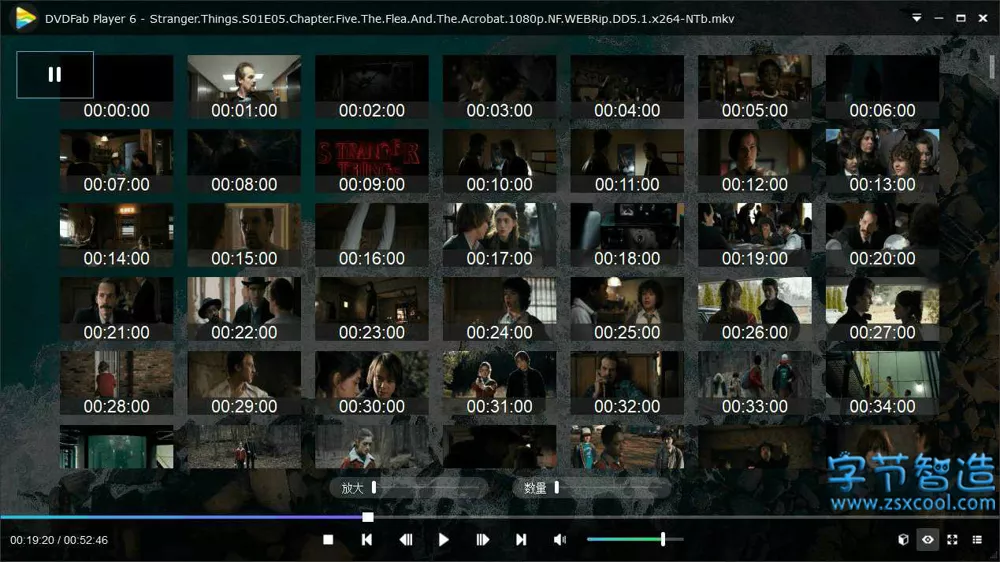 DVDFab Player 6 - Stranger.Things.S01E05.Chapter.Five.The.Flea.And.The.Acrobat.1080p.NF.WEBRip.DD5.1.x264-NTb.mkv
00:00:00 00:01:00 00:02:00 00:03:00 00:04:00 00:05:00 00:06:00
STRANGER
THINGS
00:07:00 00:08:00 00:09:00 00:10:00 00:11:00 00:12:00 00:13:00
00:14:00 00:15:00 00:16:00 00:17:00 00:18:00 00:19:00 00:20:00
00:21:00 00:22:00 00:23:00 00:24:00 00:25:00 00:26:00 00:27:00
00:28:00 00:29:00 00:30:00 00:31:00 00:32:00 00:33:00 00:34:00
字节智造
放大 数量
www.zsxcool.com
00:19:20 / 00:52:46